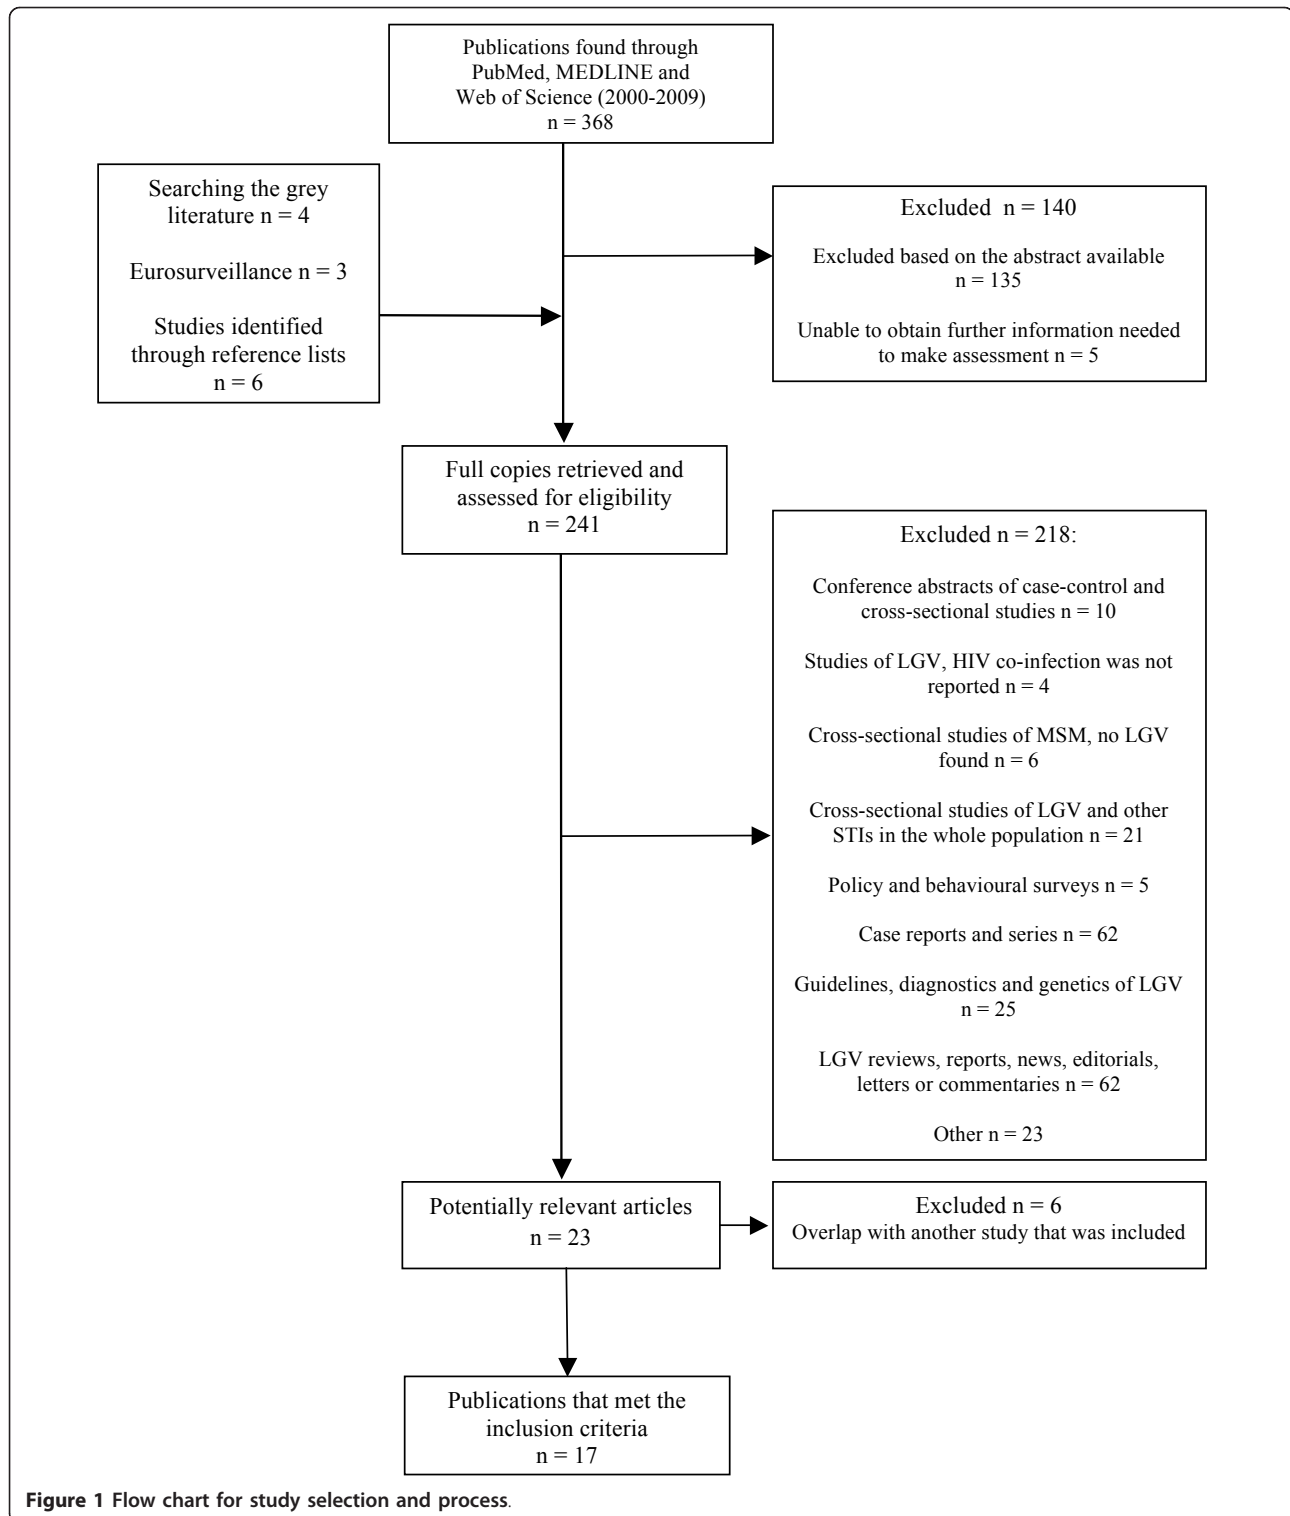 Publications found through
PubMed, MEDLINE and
Web of Science (2000-2009)
n = 368
Searching the grey
literature n = 4
Eurosurveillance n = 3
Studies identified
through reference lists
n = 6
Excluded n = 140
Excluded based on the abstract available
n = 135
Unable to obtain further information needed
to make assessment n = 5
Full copies retrieved and
assessed for eligibility
n = 241
Excluded n = 218:
Conference abstracts of case-control and
cross-sectional studies n = 10
Studies of LGV, HIV co-infection was not
reported n = 4
Cross-sectional studies of MSM, no LGV
found n = 6
Cross-sectional studies of LGV and other
STIs in the whole population n = 21
Policy and behavioural surveys n = 5
Case reports and series n = 62
Guidelines, diagnostics and genetics of LGV
n = 25
LGV reviews, reports, news, editorials,
letters or commentaries n = 62
Other n = 23
Potentially relevant articles
n = 23
Excluded n = 6
Overlap with another study that was included
Publications that met the
inclusion criteria
n = 17
Figure 1 Flow chart for study selection and process.